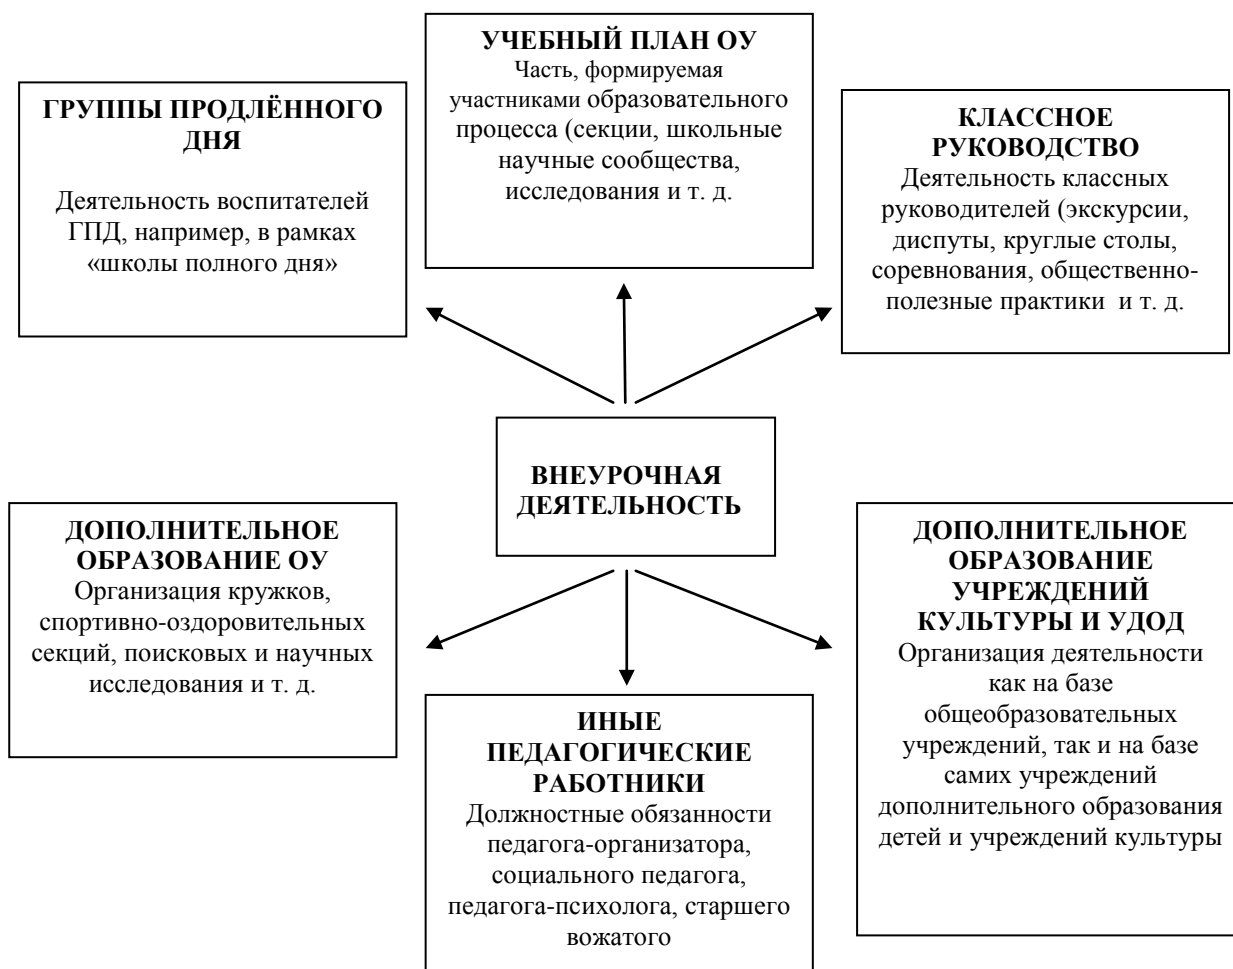 УЧЕБНЫЙ ПЛАН ОУ
Часть, формируемая
участниками образовательного
процесса (секции, школьные
научные сообщества,
исследования и т. д.
ГРУППЫ ПРОДЛЁННОГО
ДНЯ
Деятельность воспитателей
ГПД, например, в рамках
«школы полного дня»
КЛАССНОЕ
РУКОВОДСТВО
Деятельность классных
руководителей (экскурсии,
диспуты, круглые столы,
соревнования, общественно-
полезные практики и т. д.
ВНЕУРОЧНАЯ
ДЕЯТЕЛЬНОСТЬ
ДОПОЛНИТЕЛЬНОЕ
ОБРАЗОВАНИЕ ОУ
Организация кружков,
спортивно-оздоровительных
секций, поисковых и научных
исследования и т. д.
ИНЫЕ
ПЕДАГОГИЧЕСКИЕ
РАБОТНИКИ
Должностные обязанности
педагога-организатора,
социального педагога,
педагога-психолога, старшего
вожатого
ДОПОЛНИТЕЛЬНОЕ
ОБРАЗОВАНИЕ
УЧРЕЖДЕНИЙ
КУЛЬТУРЫ И УДОД
Организация деятельности
как на базе
общеобразовательных
учреждений, так и на базе
самих учреждений
дополнительного образования
детей и учреждений культуры